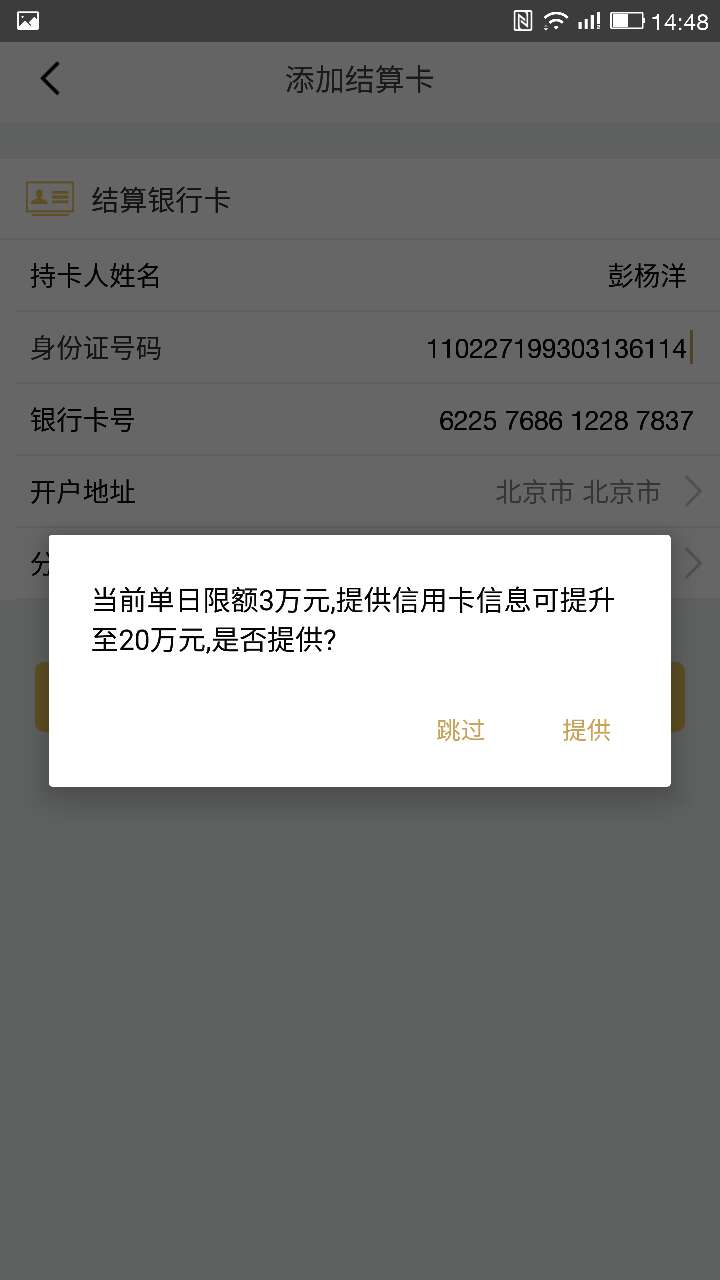 14:48
添加结算卡
结算银行卡
持卡人姓名 彭杨洋
身份证号码 110227199303136114
银行卡号 6225 7686 1228 7837
开户地址 北京市 北京市
分
当前单日限额3万元,提供信用卡信息可提升
至20万元,是否提供?
跳过 提供